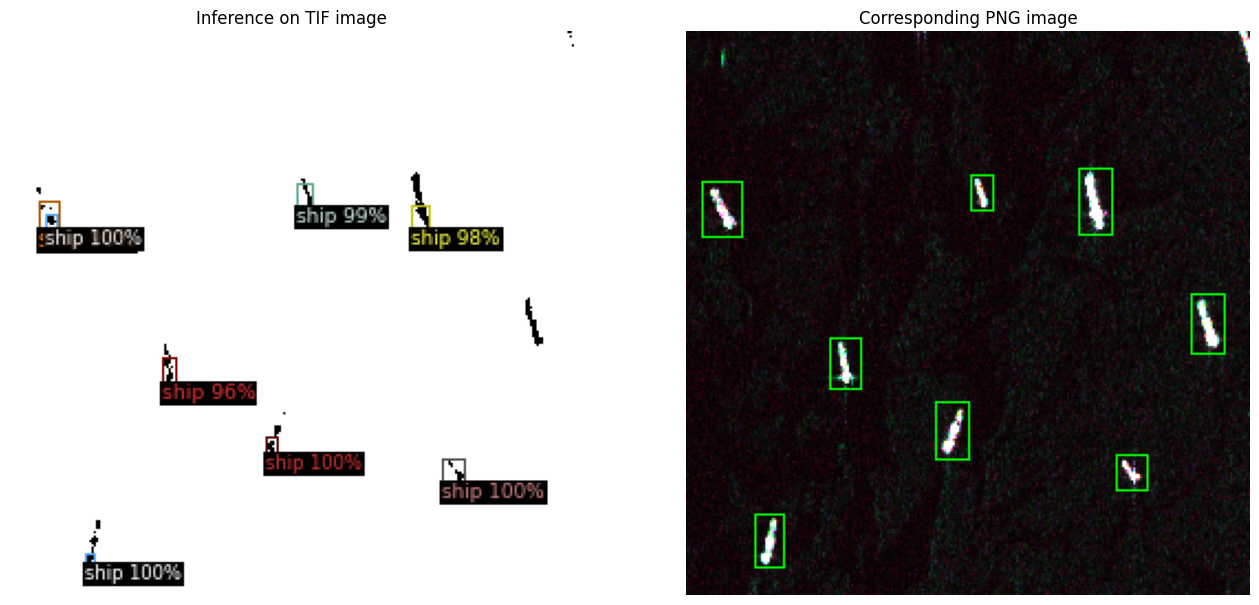 Inference on TIF image
Corresponding PNG image
ship 99%
ship 100%
ship 98%
ship 96%
ship 100%
ship 100%
ship 100%